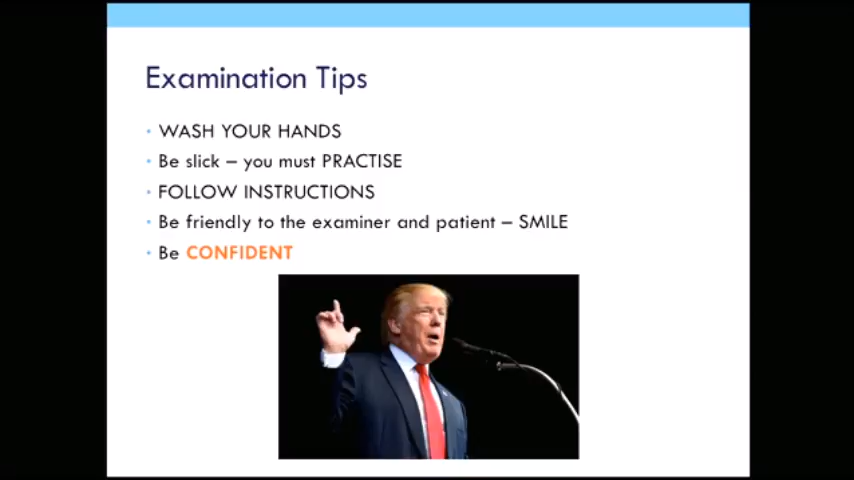 Examination Tips
• WASH YOUR HANDS
• Be slick – you must PRACTISE
• FOLLOW INSTRUCTIONS
• Be friendly to the examiner and patient – SMILE
• Be CONFIDENT